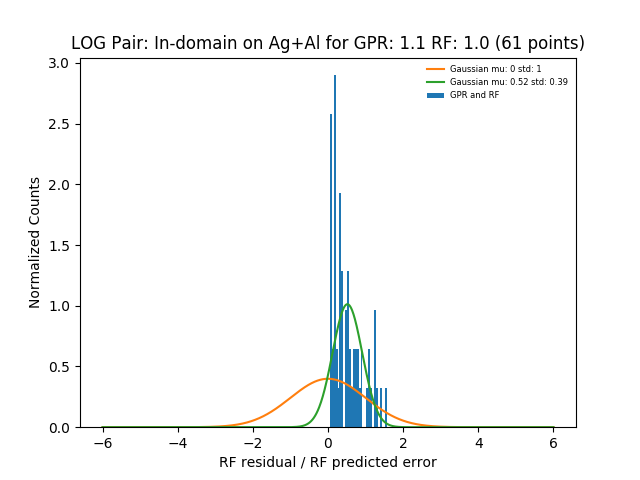 LOG Pair: In-domain on Ag+Al for GPR: 1.1 RF: 1.0 (61 points)
Gaussian mu: 0 std: 1
Gaussian mu: 0.52 std: 0.39
GPR and RF
Normalized Counts
3.0
2.5
2.0
1.5
1.0
0.5
0.0
−6 −4 −2 0 2 4 6
RF residual / RF predicted error